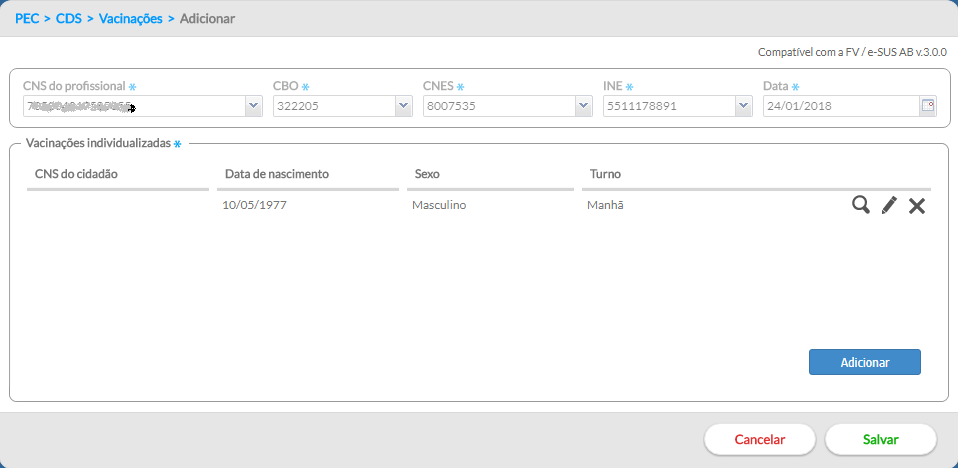 PEC > CDS > Vacinações > Adicionar
Compatível com a FV / e-SUS AB v.3.0.0
CNS do profissional * CBO * CNES * INE * Data *
322205 8007535 5511178891 24/01/2018
Vacinações individualizadas *
CNS do cidadão Data de nascimento Sexo Turno
10/05/1977 Masculino Manhã
Adicionar
Cancelar Salvar